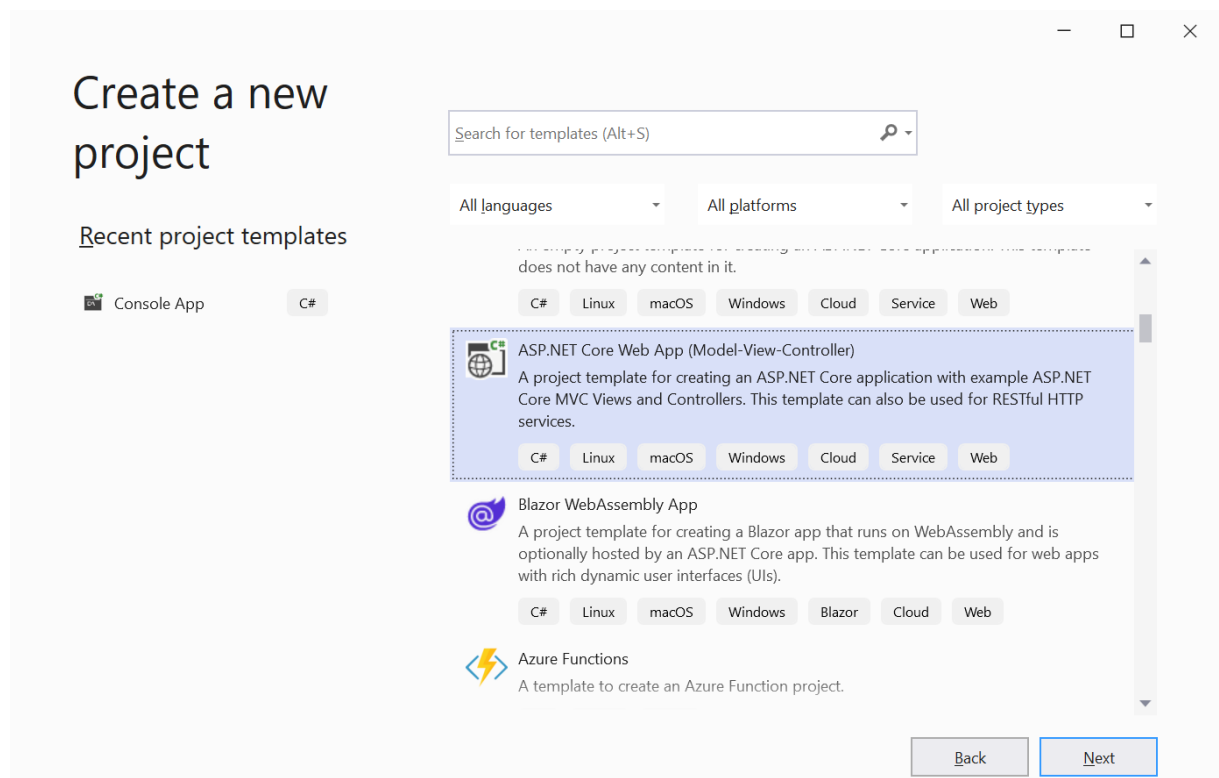 Create a new
project
Search for templates (Alt+S)
All languages
All platforms
All project types
Recent project templates
Console App
C#
does not have any content in it.
C#
Linux
macOS
Windows
Cloud
Service
Web
ASP.NET Core Web App (Model-View-Controller)
A project template for creating an ASP.NET Core application with example ASP.NET
Core MVC Views and Controllers. This template can also be used for RESTful HTTP
services.
C#
Linux
macOS
Windows
Cloud
Service
Web
Blazor WebAssembly App
A project template for creating a Blazor app that runs on WebAssembly and is
optionally hosted by an ASP.NET Core app. This template can be used for web apps
with rich dynamic user interfaces (UIs).
C#
Linux
macOS
Windows
Blazor
Cloud
Web
Azure Functions
A template to create an Azure Function project.
Back
Next